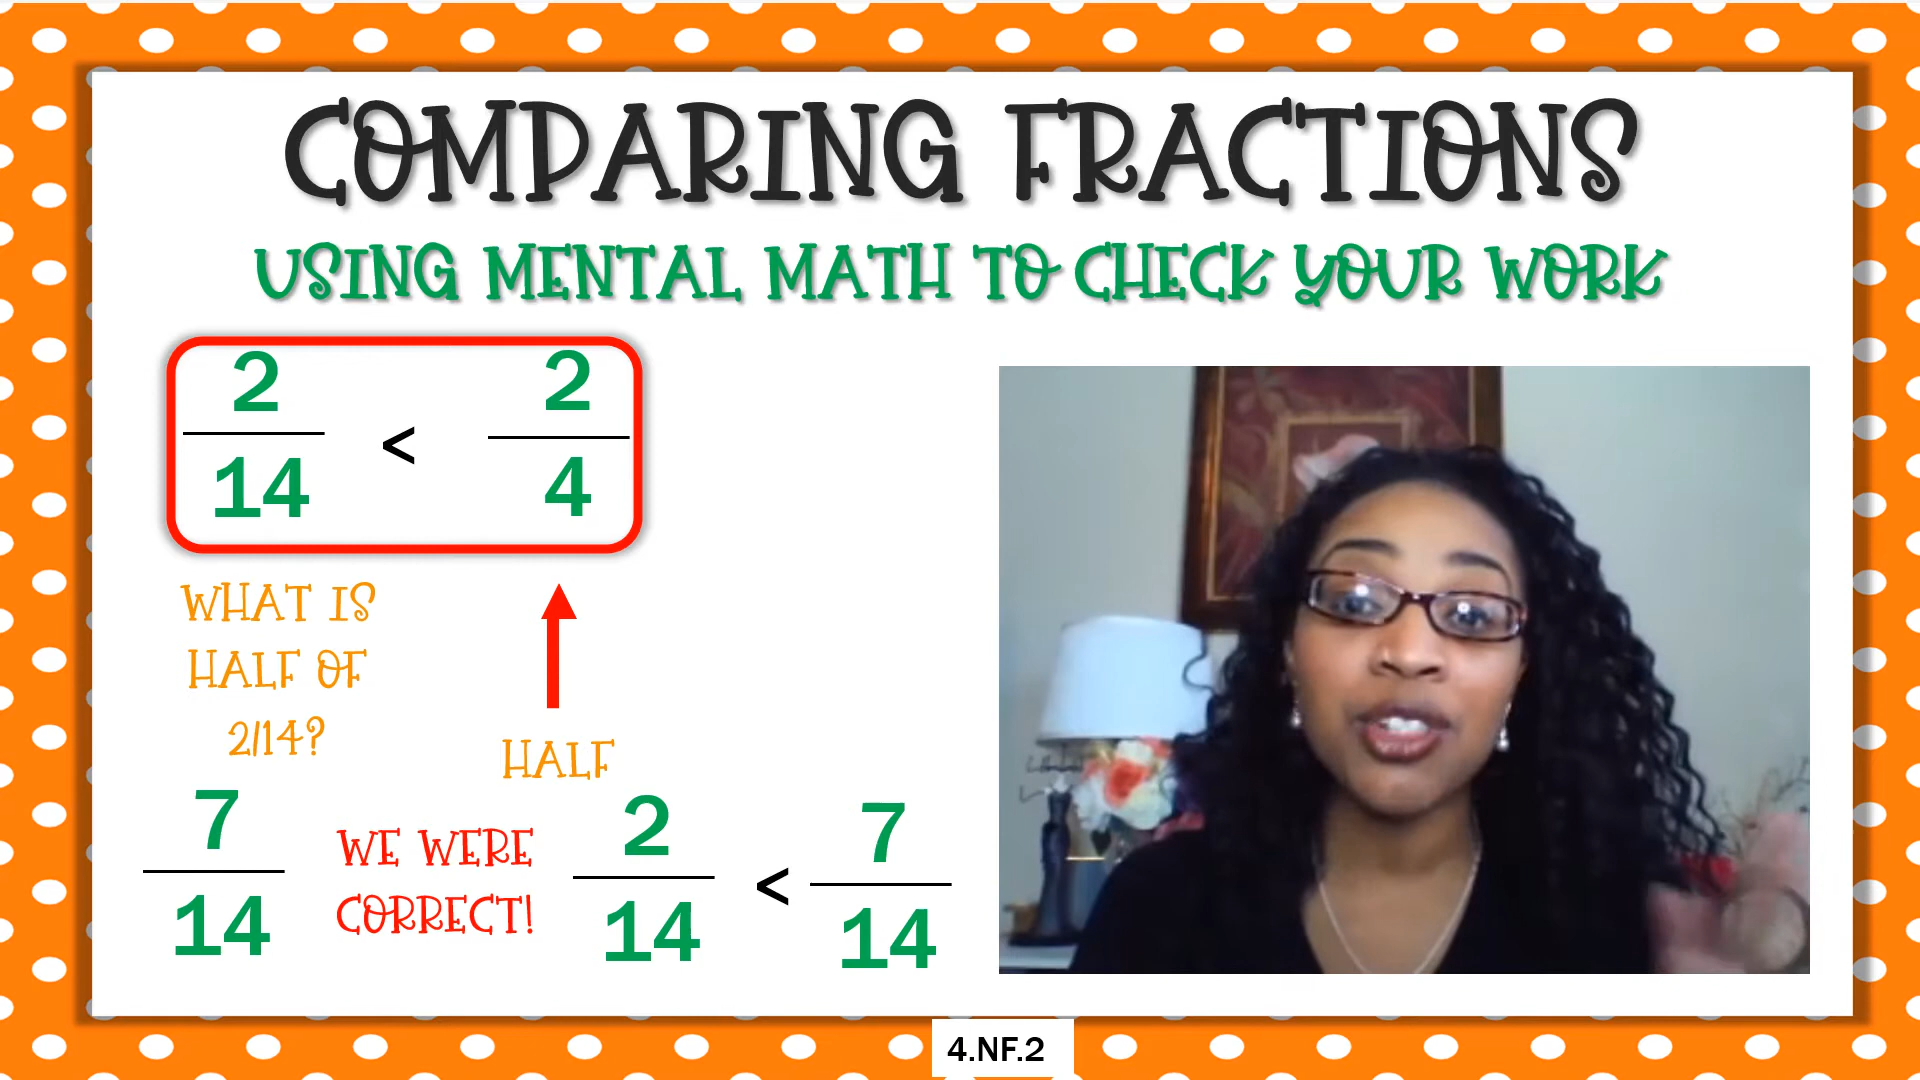 COMPARING FRACTIONS
USING MENTAL MATH TO CHECK YOUR WORK
2/14 < 2/4
WHAT IS
HALF OF
2/14?
HALF
7/14
WE WERE
CORRECT!
2/14 < 7/14
4.NF.2